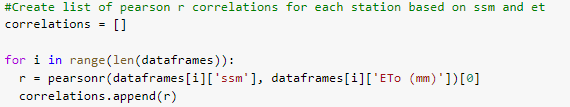 #Create list of pearson r correlations for each station based on ssm and et
correlations = []
for i in range(len(dataframes)):
  r = pearsonr(dataframes[i]['ssm'], dataframes[i]['ETo (mm)'])[0]
  correlations.append(r)